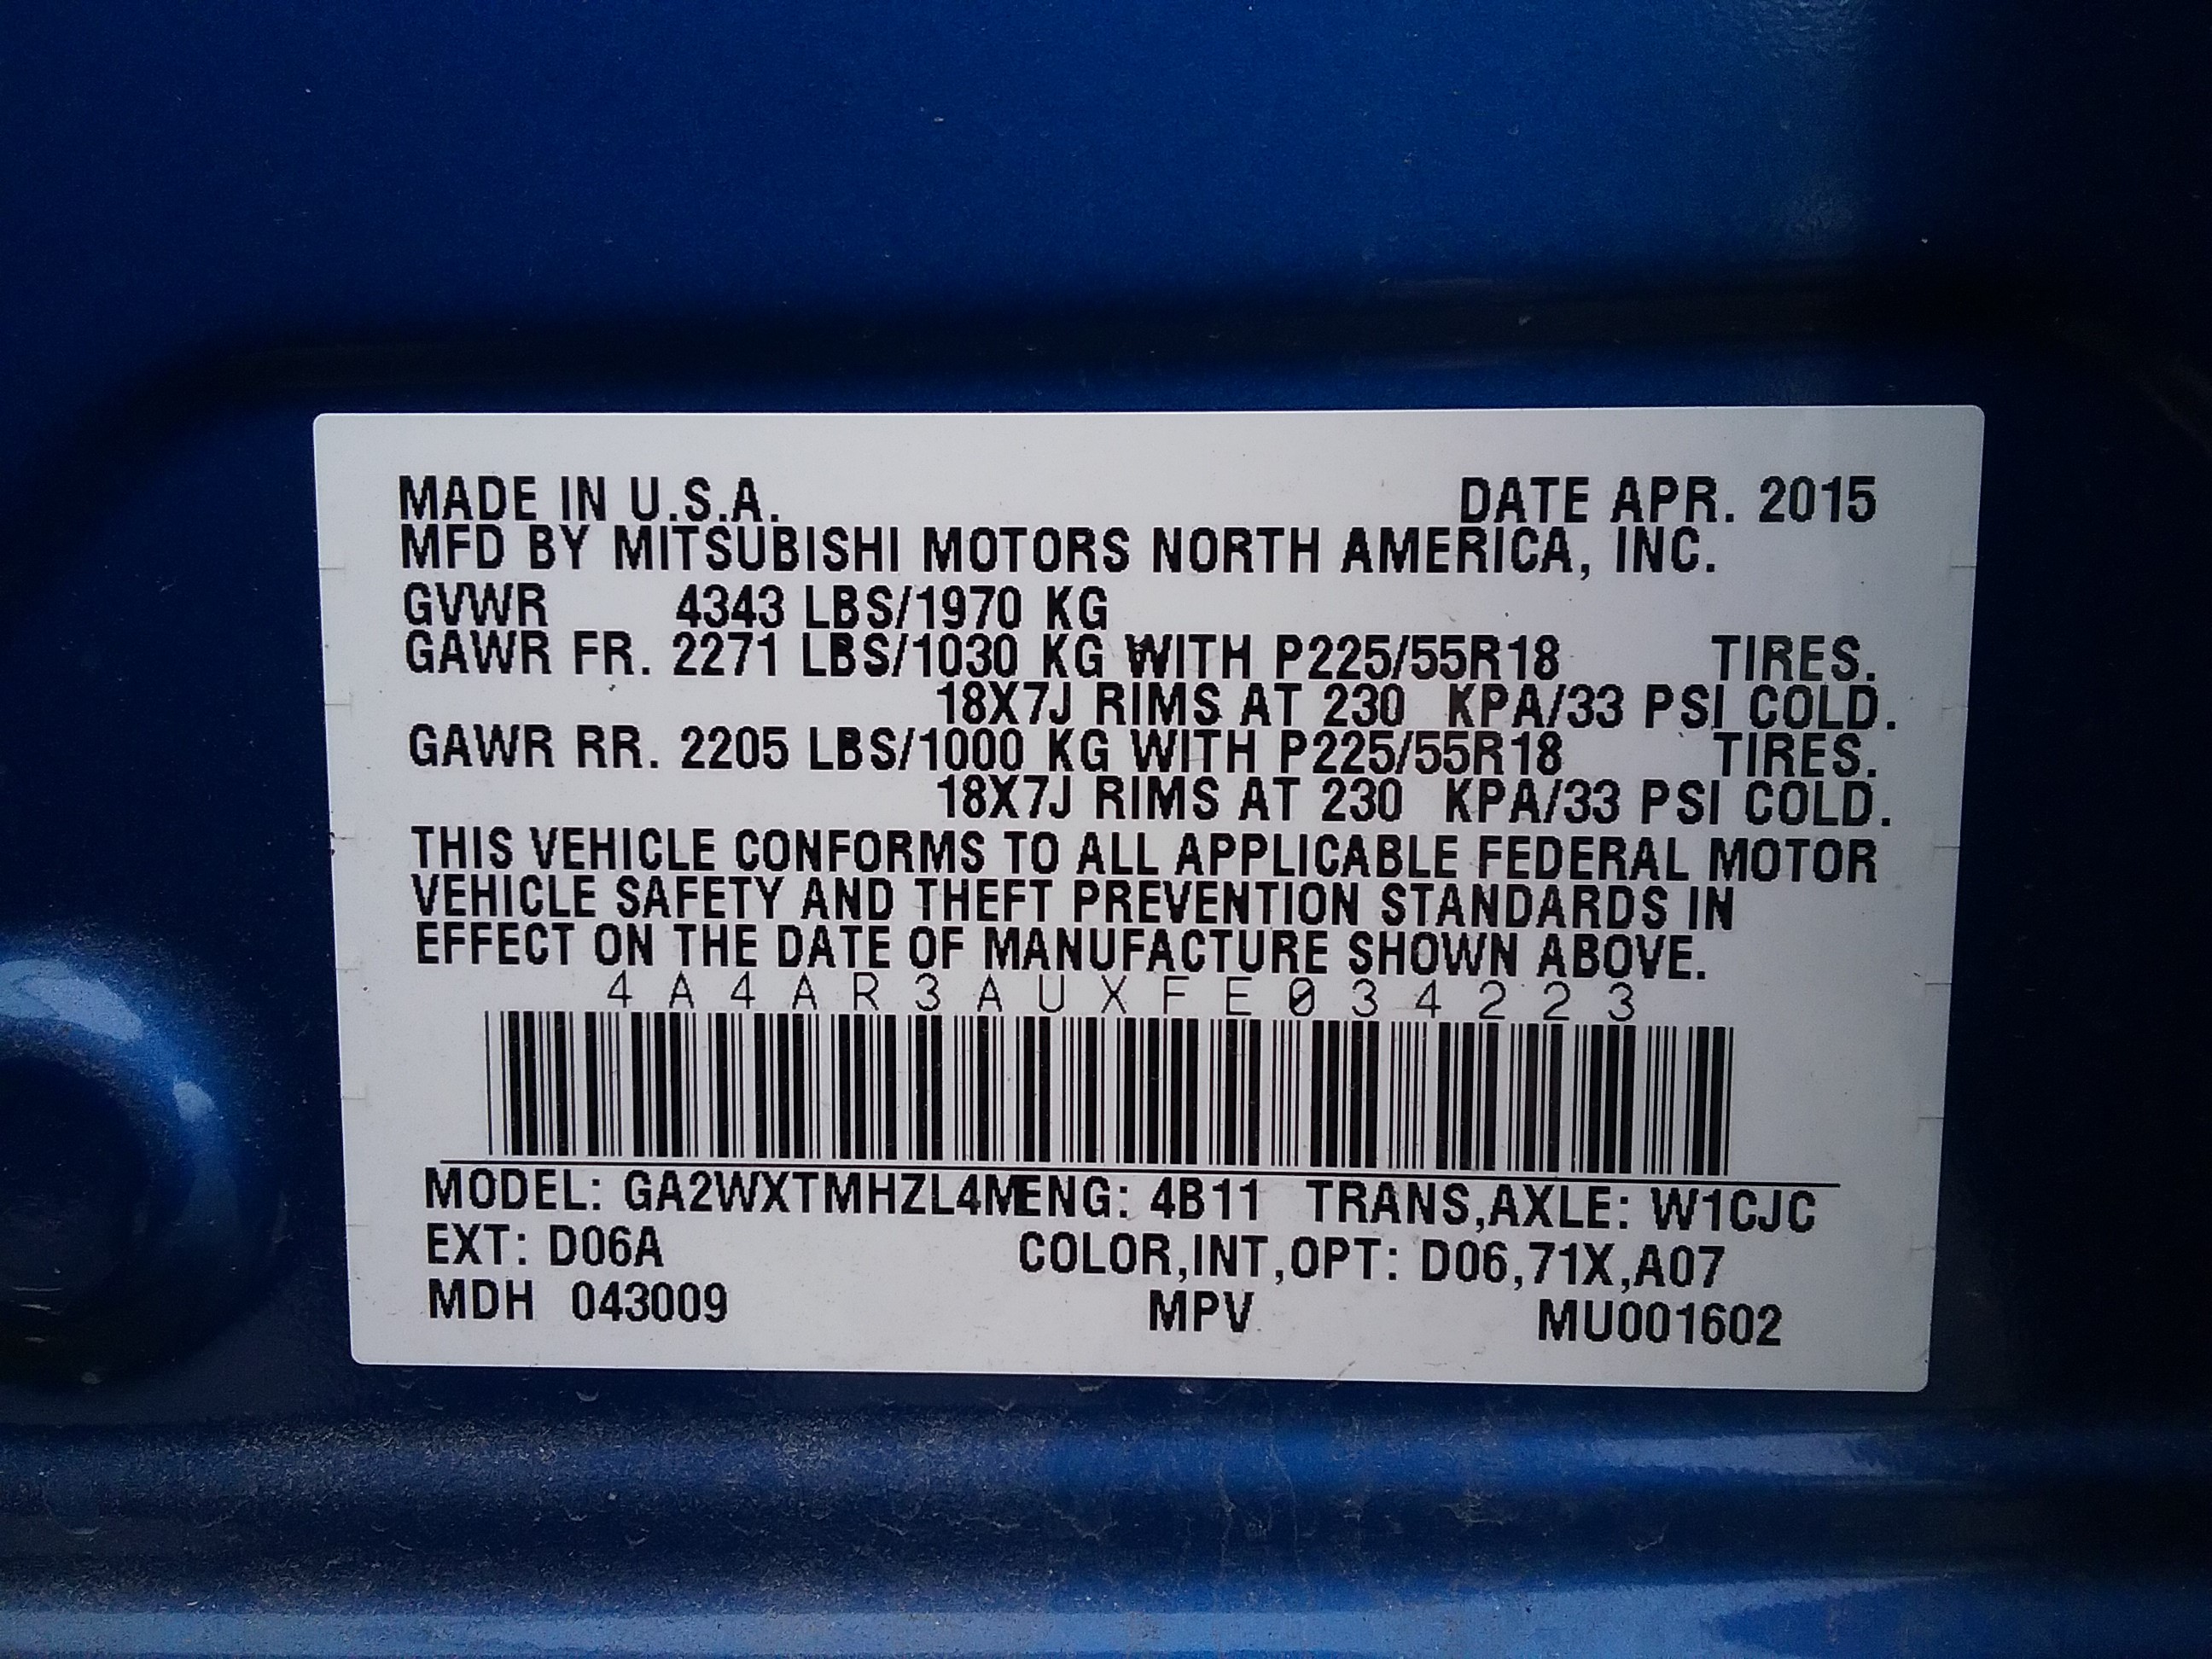 MADE IN U.S.A. DATE APR. 2015
MFD BY MITSUBISHI MOTORS NORTH AMERICA, INC.
GVWR 4343 LBS/1970 KG
GAWR FR. 2271 LBS/1030 KG WITH P225/55R18 TIRES.
18X7J RIMS AT 230 KPA/33 PSI COLD.
GAWR RR. 2205 LBS/1000 KG WITH P225/55R18 TIRES.
18X7J RIMS AT 230 KPA/33 PSI COLD.
THIS VEHICLE CONFORMS TO ALL APPLICABLE FEDERAL MOTOR
VEHICLE SAFETY AND THEFT PREVENTION STANDARDS IN
EFFECT ON THE DATE OF MANUFACTURE SHOWN ABOVE.
4A4AR3AUXFE034223
MODEL: GA2WXTMHZL4M ENG: 4B11 TRANS,AXLE: W1CJC
EXT: D06A COLOR,INT,OPT: D06,71X,A07
MDH 043009 MPV MU001602